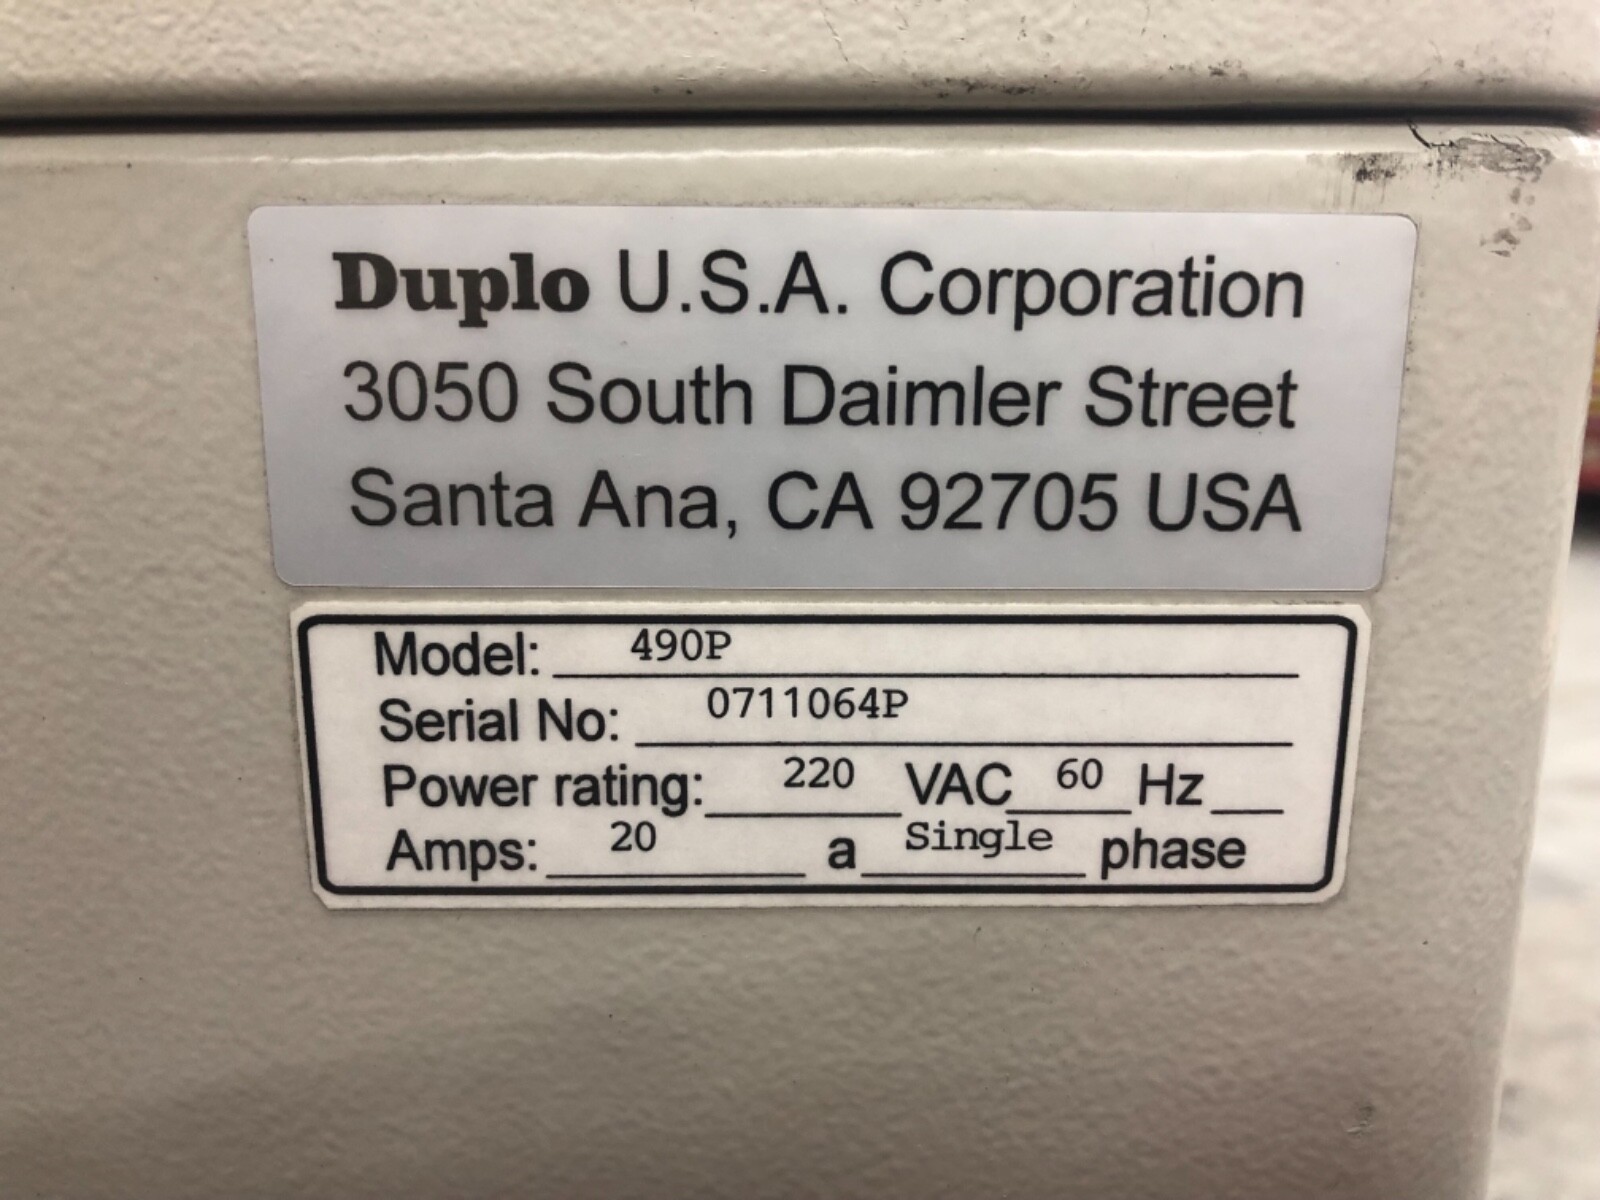 Duplo U.S.A. Corporation
3050 South Daimler Street
Santa Ana, CA 92705 USA
Model: 490P
Serial No: 0711064P
Power rating: 220 VAC 60 Hz
Amps: 20 a Single phase